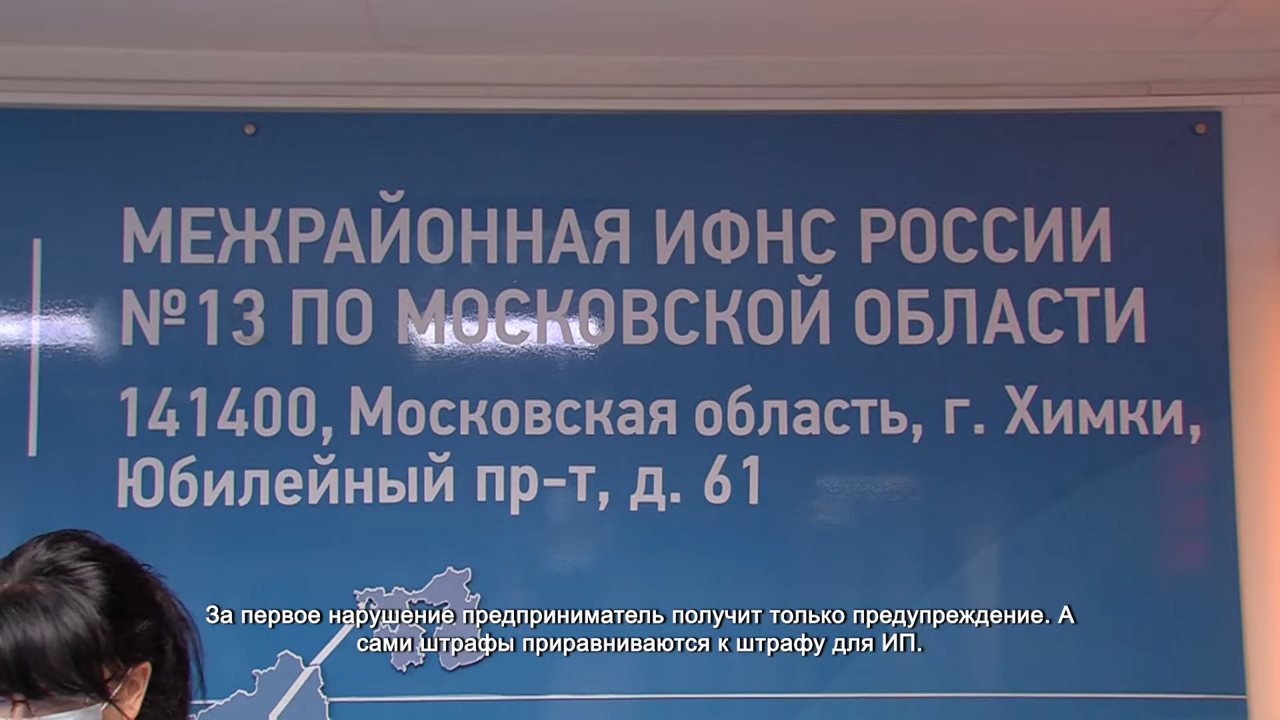 МЕЖРАЙОННАЯ ИФНС РОССИИ
№13 ПО МОСКОВСКОЙ ОБЛАСТИ
141400, Московская область, г. Химки,
Юбилейный пр-т, д. 61
За первое нарушение предприниматель получит только предупреждение. А
сами штрафы приравниваются к штрафу для ИП.